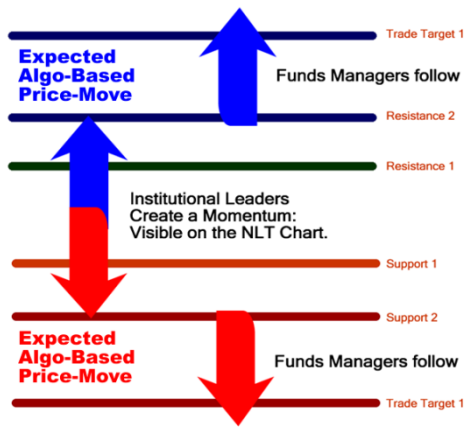 Trade Target 1
Expected
Algo-Based
Price-Move
Funds Managers follow
Resistance 2
Resistance 1
Institutional Leaders
Create a Momentum:
Visible on the NLT Chart.
Support 1
Support 2
Expected
Algo-Based
Price-Move
Funds Managers follow
Trade Target 1